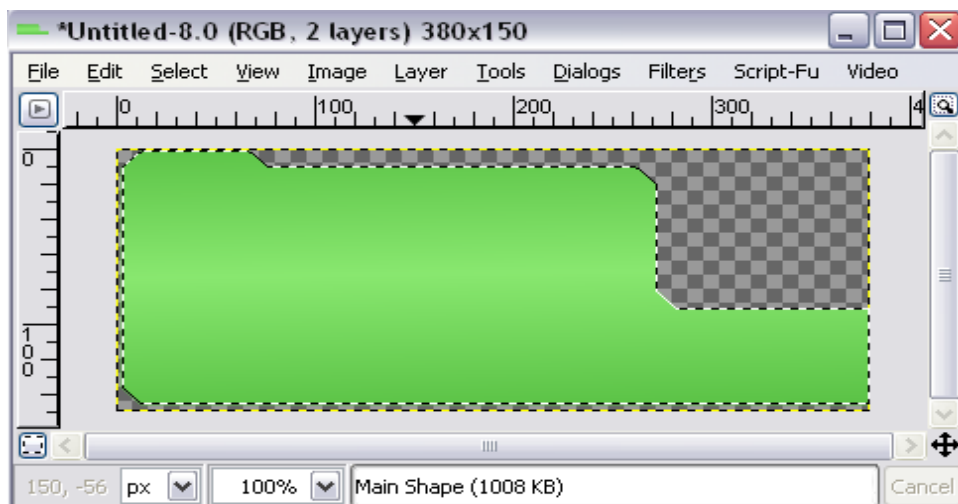 *Untitled-8.0 (RGB, 2 layers) 380x150
File Edit Select View Image Layer Tools Dialogs Filters Script-Fu Video
0 100 200 300 4
0
100
150, -56 px 100% Main Shape (1008 KB) Cancel